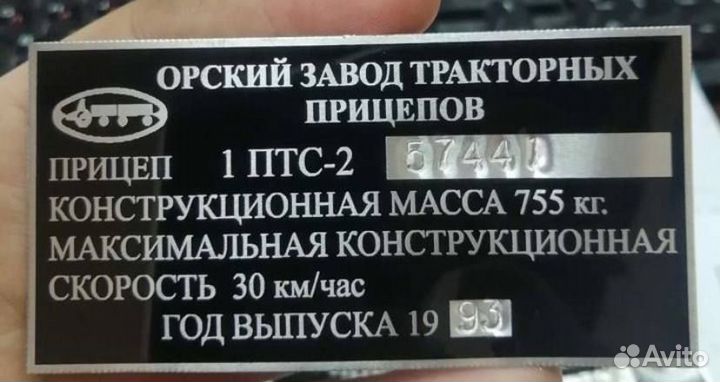 ОРСКИЙ ЗАВОД ТРАКТОРНЫХ
ПРИЦЕПОВ
ПРИЦЕП 1 ПТС-2 57441
КОНСТРУКЦИОННАЯ МАССА 755 кг.
МАКСИМАЛЬНАЯ КОНСТРУКЦИОННАЯ
СКОРОСТЬ 30 км/час
ГОД ВЫПУСКА 19 93
Avito